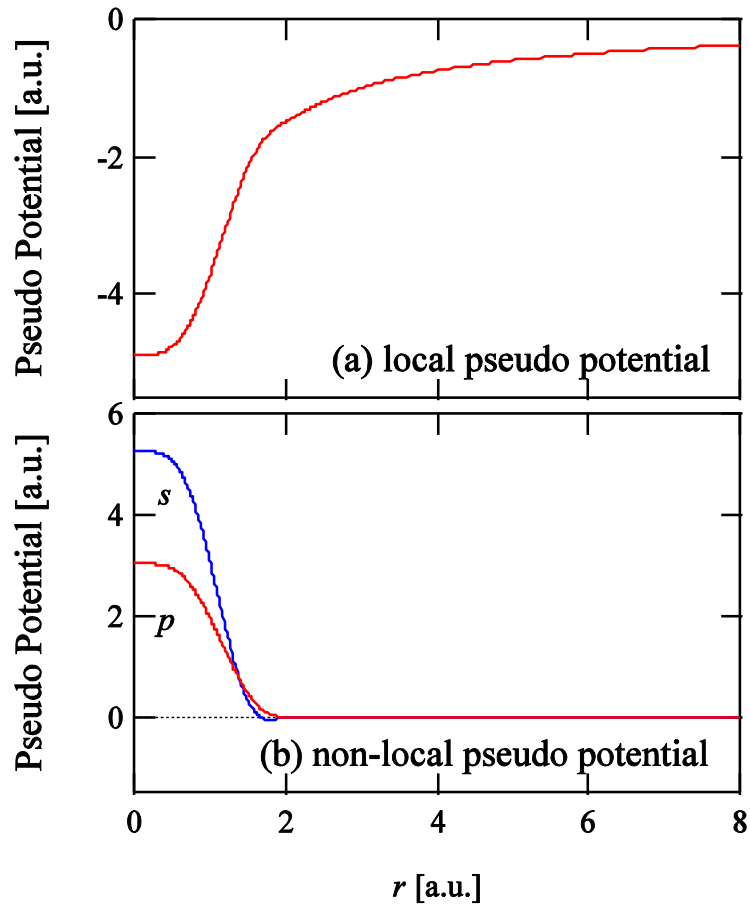 0
-2
-4
Pseudo Potential [a.u.]
(a) local pseudo potential
6
4
2
0
Pseudo Potential [a.u.]
s
p
(b) non-local pseudo potential
0 2 4 6 8
r [a.u.]